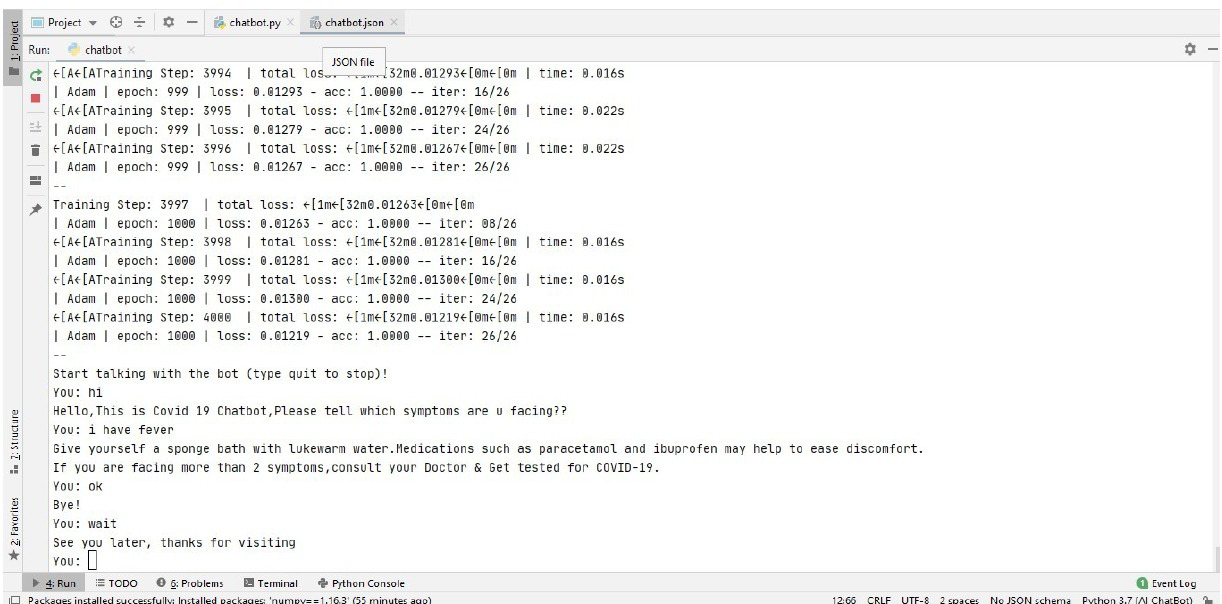 Project
chatbot.py
chatbot.json
1: Project
Run: chatbot
JSON file
←[A←[ATraining Step: 3994 | total loss: ←[1m←[32m0.01293←[0m←[0m | time: 0.016s
| Adam | epoch: 999 | loss: 0.01293 - acc: 1.0000 -- iter: 16/26
←[A←[ATraining Step: 3995 | total loss: ←[1m←[32m0.01279←[0m←[0m | time: 0.022s
| Adam | epoch: 999 | loss: 0.01279 - acc: 1.0000 -- iter: 24/26
←[A←[ATraining Step: 3996 | total loss: ←[1m←[32m0.01267←[0m←[0m | time: 0.022s
| Adam | epoch: 999 | loss: 0.01267 - acc: 1.0000 -- iter: 26/26
--
Training Step: 3997 | total loss: ←[1m←[32m0.01263←[0m←[0m
| Adam | epoch: 1000 | loss: 0.01263 - acc: 1.0000 -- iter: 08/26
←[A←[ATraining Step: 3998 | total loss: ←[1m←[32m0.01281←[0m←[0m | time: 0.016s
| Adam | epoch: 1000 | loss: 0.01281 - acc: 1.0000 -- iter: 16/26
←[A←[ATraining Step: 3999 | total loss: ←[1m←[32m0.01300←[0m←[0m | time: 0.016s
| Adam | epoch: 1000 | loss: 0.01300 - acc: 1.0000 -- iter: 24/26
←[A←[ATraining Step: 4000 | total loss: ←[1m←[32m0.01219←[0m←[0m | time: 0.016s
| Adam | epoch: 1000 | loss: 0.01219 - acc: 1.0000 -- iter: 26/26
--
Start talking with the bot (type quit to stop)!
You: hi
Hello,This is Covid 19 Chatbot,Please tell which symptoms are u facing??
You: i have fever
Give yourself a sponge bath with lukewarm water.Medications such as paracetamol and ibuprofen may help to ease discomfort.
If you are facing more than 2 symptoms,consult your Doctor & Get tested for COVID-19.
You: ok
Bye!
You: wait
See you later, thanks for visiting
You:
7: Structure
2: Favorites
4: Run TODO 6: Problems Terminal Python Console 1 Event Log
Packages installed successfully: Installed packages: 'numpy==1.16.3' (55 minutes ago) 12:66 CRLF UTF-8 2 spaces No JSON schema Python 3.7 (AI ChatBot)